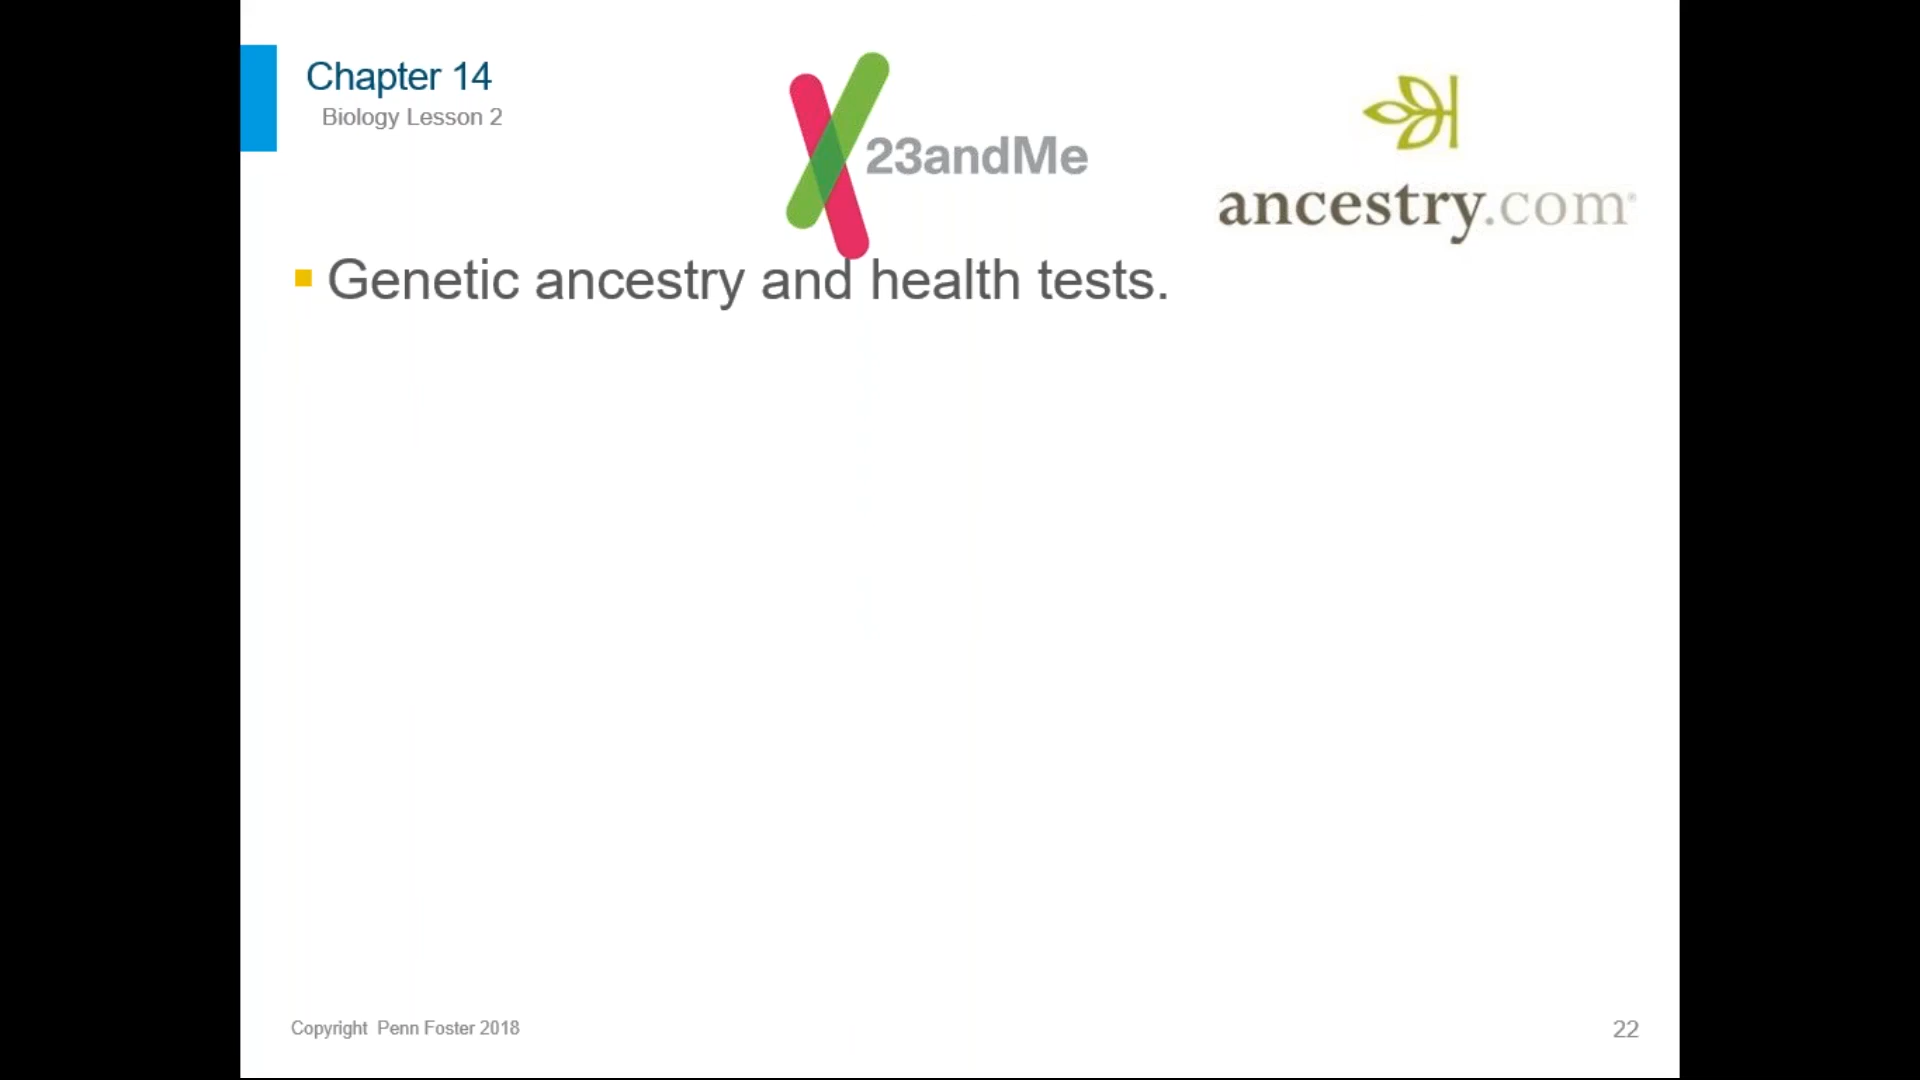 Chapter 14
Biology Lesson 2
23andMe
ancestry.com®
Genetic ancestry and health tests.
Copyright Penn Foster 2018
22